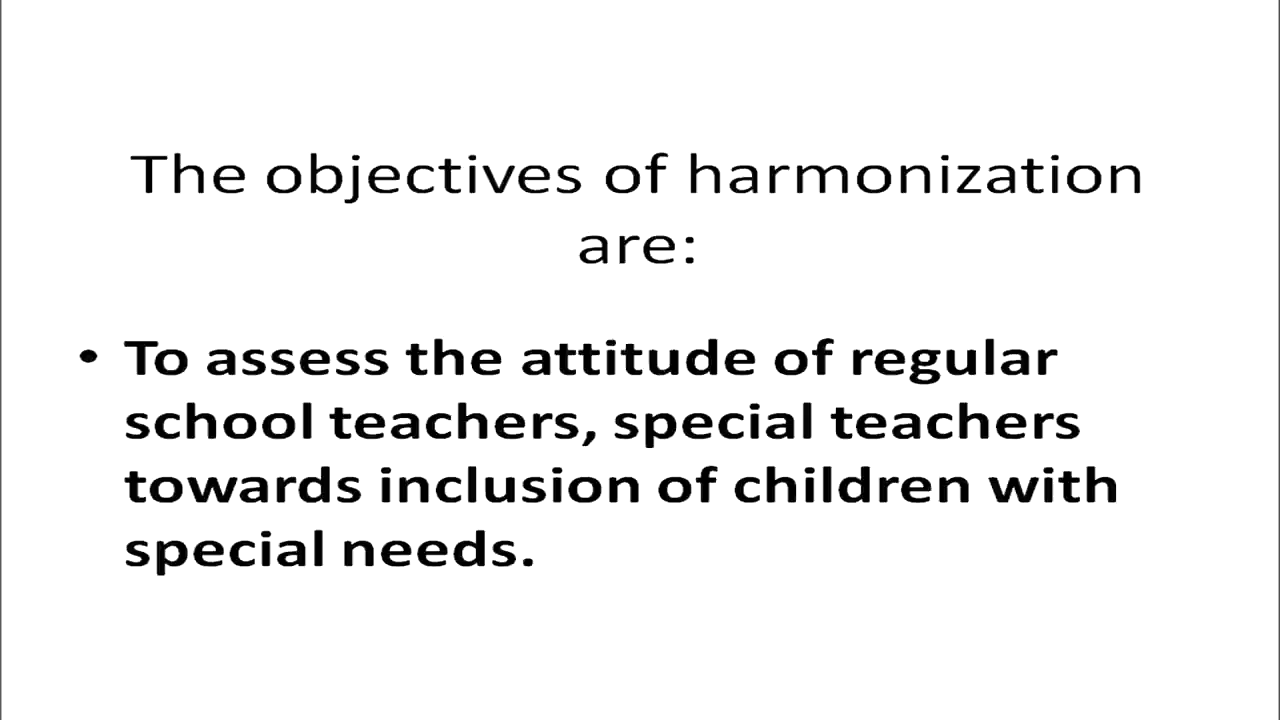 The objectives of harmonization
are:
• To assess the attitude of regular
school teachers, special teachers
towards inclusion of children with
special needs.